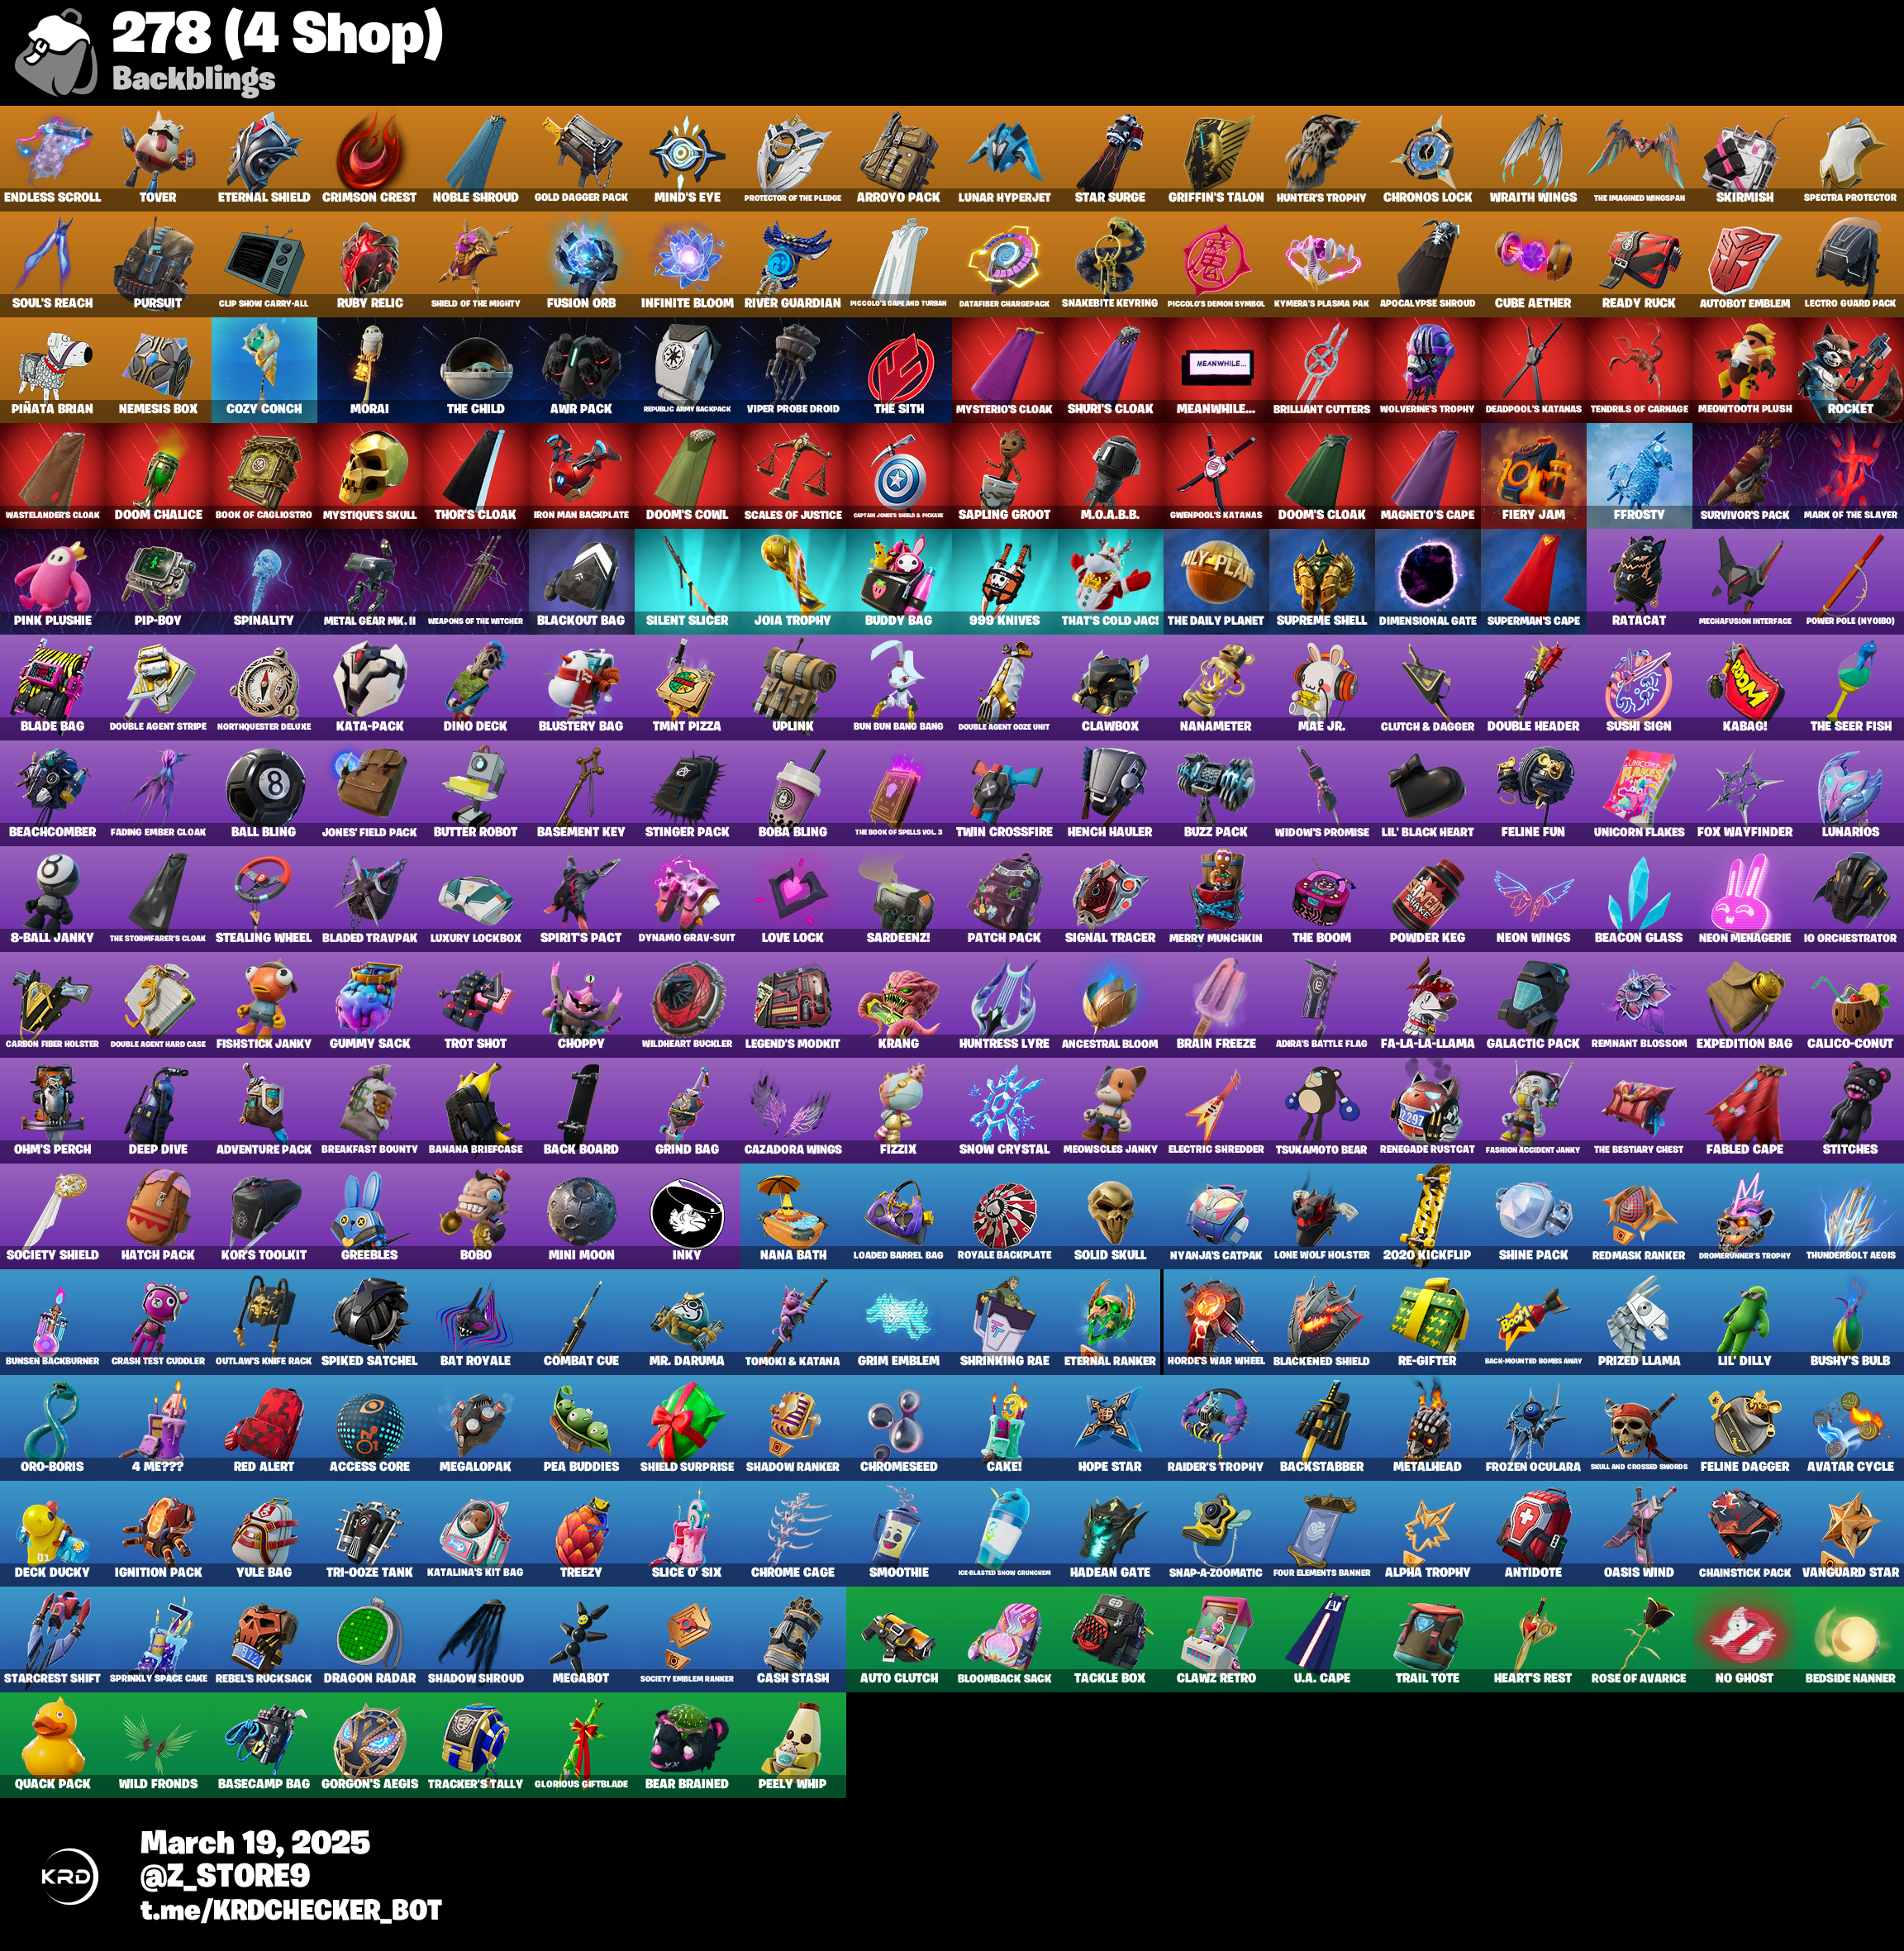 278 (4 Shop)
Backblings
ENDLESS SCROLL TOVER ETERNAL SHIELD CRIMSON CREST NOBLE SHROUD GOLD DAGGER PACK MIND'S EYE PROTECTOR OF THE PLEDGE ARROYO PACK LUNAR HYPERJET STAR SURGE GRIFFIN'S TALON HUNTER'S TROPHY CHRONOS LOCK WRAITH WINGS THE IMAGINED WINGSPAN SKIRMISH SPECTRA PROTECTOR
SOUL'S REACH PURSUIT CLIP SHOW CARRY-ALL RUBY RELIC SHIELD OF THE MIGHTY FUSION ORB INFINITE BLOOM RIVER GUARDIAN PICCOLO'S CAPE AND TURBAN DATAFIBER CHARGEPACK SNAKEBITE KEYRING PICCOLO'S DEMON SYMBOL KYMERA'S PLASMA PAK APOCALYPSE SHROUD CUBE AETHER READY RUCK AUTOBOT EMBLEM LECTRO GUARD PACK
PIÑATA BRIAN NEMESIS BOX COZY CONCH MORAI THE CHILD AWR PACK REPUBLIC ARMY BACKPACK VIPER PROBE DROID THE SITH MYSTERIO'S CLOAK SHURI'S CLOAK MEANWHILE... MEANWHILE... BRILLIANT CUTTERS WOLVERINE'S TROPHY DEADPOOL'S KATANAS TENDRILS OF CARNAGE MEOWTOOTH PLUSH ROCKET
WASTELANDER'S CLOAK DOOM CHALICE BOOK OF CAGLIOSTRO MYSTIQUE'S SKULL THOR'S CLOAK IRON MAN BACKPLATE DOOM'S COWL SCALES OF JUSTICE CAPTAIN JONES'S SHIELD & PICKAXE SAPLING GROOT M.O.A.B.B. GWENPOOL'S KATANAS DOOM'S CLOAK MAGNETO'S CAPE FIERY JAM FFROSTY SURVIVOR'S PACK MARK OF THE SLAYER
PINK PLUSHIE PIP-BOY SPINALITY METAL GEAR MK. II WEAPONS OF THE WITCHER BLACKOUT BAG SILENT SLICER JOIA TROPHY BUDDY BAG 999 KNIVES THAT'S COLD JAC! THE DAILY PLANET SUPREME SHELL DIMENSIONAL GATE SUPERMAN'S CAPE RATACAT MECHAFUSION INTERFACE POWER POLE (NYOIBO)
BLADE BAG DOUBLE AGENT STRIPE NORTHQUESTER DELUXE KATA-PACK DINO DECK BLUSTERY BAG TMNT PIZZA UPLINK BUN BUN BANG BANG DOUBLE AGENT OOZE UNIT CLAWBOX NANAMETER MAE JR. CLUTCH & DAGGER DOUBLE HEADER SUSHI SIGN KABAG! THE SEER FISH
BEACHCOMBER FADING EMBER CLOAK BALL BLING JONES' FIELD PACK BUTTER ROBOT BASEMENT KEY STINGER PACK BOBA BLING THE BOOK OF SPELLS VOL. 3 TWIN CROSSFIRE HENCH HAULER BUZZ PACK WIDOW'S PROMISE LIL' BLACK HEART FELINE FUN UNICORN FLAKES FOX WAYFINDER LUNARIOS
8-BALL JANKY THE STORMFARER'S CLOAK STEALING WHEEL BLADED TRAVPAK LUXURY LOCKBOX SPIRIT'S PACT DYNAMO GRAV-SUIT LOVE LOCK SARDEENZ! PATCH PACK SIGNAL TRACER MERRY MUNCHKIN THE BOOM POWDER KEG NEON WINGS BEACON GLASS NEON MENAGERIE IO ORCHESTRATOR
CARBON FIBER HOLSTER DOUBLE AGENT HARD CASE FISHSTICK JANKY GUMMY SACK TROT SHOT CHOPPY WILDHEART BUCKLER LEGEND'S MODKIT KRANG HUNTRESS LYRE ANCESTRAL BLOOM BRAIN FREEZE ADIRA'S BATTLE FLAG FA-LA-LA-LLAMA GALACTIC PACK REMNANT BLOSSOM EXPEDITION BAG CALICO-CONUT
OHM'S PERCH DEEP DIVE ADVENTURE PACK BREAKFAST BOUNTY BANANA BRIEFCASE BACK BOARD GRIND BAG CAZADORA WINGS FIZZIX SNOW CRYSTAL MEOWSCLES JANKY ELECTRIC SHREDDER TSUKAMOTO BEAR RENEGADE RUSTCAT FASHION ACCIDENT JANKY THE BESTIARY CHEST FABLED CAPE STITCHES
SOCIETY SHIELD HATCH PACK KOR'S TOOLKIT GREEBLES BOBO MINI MOON INKY NANA BATH LOADED BARREL BAG ROYALE BACKPLATE SOLID SKULL NYANJA'S CATPAK LONE WOLF HOLSTER 2020 KICKFLIP SHINE PACK REDMASK RANKER DROMERUNNER'S TROPHY THUNDERBOLT AEGIS
BUNSEN BACKBURNER CRASH TEST CUDDLER OUTLAW'S KNIFE RACK SPIKED SATCHEL BAT ROYALE COMBAT CUE MR. DARUMA TOMOKI & KATANA GRIM EMBLEM SHRINKING RAE ETERNAL RANKER HORDE'S WAR WHEEL BLACKENED SHIELD RE-GIFTER BACK-MOUNTED BOMBS AWAY PRIZED LLAMA LIL' DILLY BUSHY'S BULB
ORO-BORIS 4 ME??? RED ALERT ACCESS CORE MEGALOPAK PEA BUDDIES SHIELD SURPRISE SHADOW RANKER CHROMESEED CAKE! HOPE STAR RAIDER'S TROPHY BACKSTABBER METALHEAD FROZEN OCULARA SKULL AND CROSSED SWORDS FELINE DAGGER AVATAR CYCLE
DECK DUCKY IGNITION PACK YULE BAG TRI-OOZE TANK KATALINA'S KIT BAG TREEZY SLICE O' SIX CHROME CAGE SMOOTHIE ICE-BLASTED SNOW CRUNCHEM HADEAN GATE SNAP-A-ZOOMATIC FOUR ELEMENTS BANNER ALPHA TROPHY ANTIDOTE OASIS WIND CHAINSTICK PACK VANGUARD STAR
STARCREST SHIFT SPRINKLY SPACE CAKE REBEL'S RUCKSACK DRAGON RADAR SHADOW SHROUD MEGABOT SOCIETY EMBLEM RANKER CASH STASH AUTO CLUTCH BLOOMBACK SACK TACKLE BOX CLAWZ RETRO U.A. CAPE TRAIL TOTE HEART'S REST ROSE OF AVARICE NO GHOST BEDSIDE NANNER
QUACK PACK WILD FRONDS BASECAMP BAG GORGON'S AEGIS TRACKER'S TALLY GLORIOUS GIFTBLADE BEAR BRAINED PEELY WHIP
March 19, 2025
KRD
@Z_STORE9
t.me/KRDCHECKER_BOT